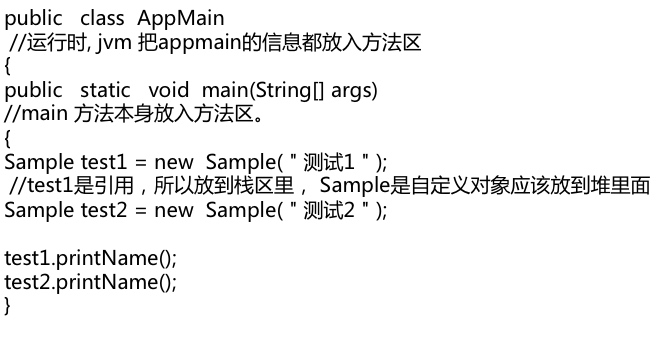 public   class  AppMain
//运行时, jvm 把appmain的信息都放入方法区
{
public   static   void  main(String[] args)
//main 方法本身放入方法区。
{
Sample test1 = new  Sample( " 测试1 " );
//test1是引用，所以放到栈区里， Sample是自定义对象应该放到堆里面
Sample test2 = new  Sample( " 测试2 " );
test1.printName();
test2.printName();
}